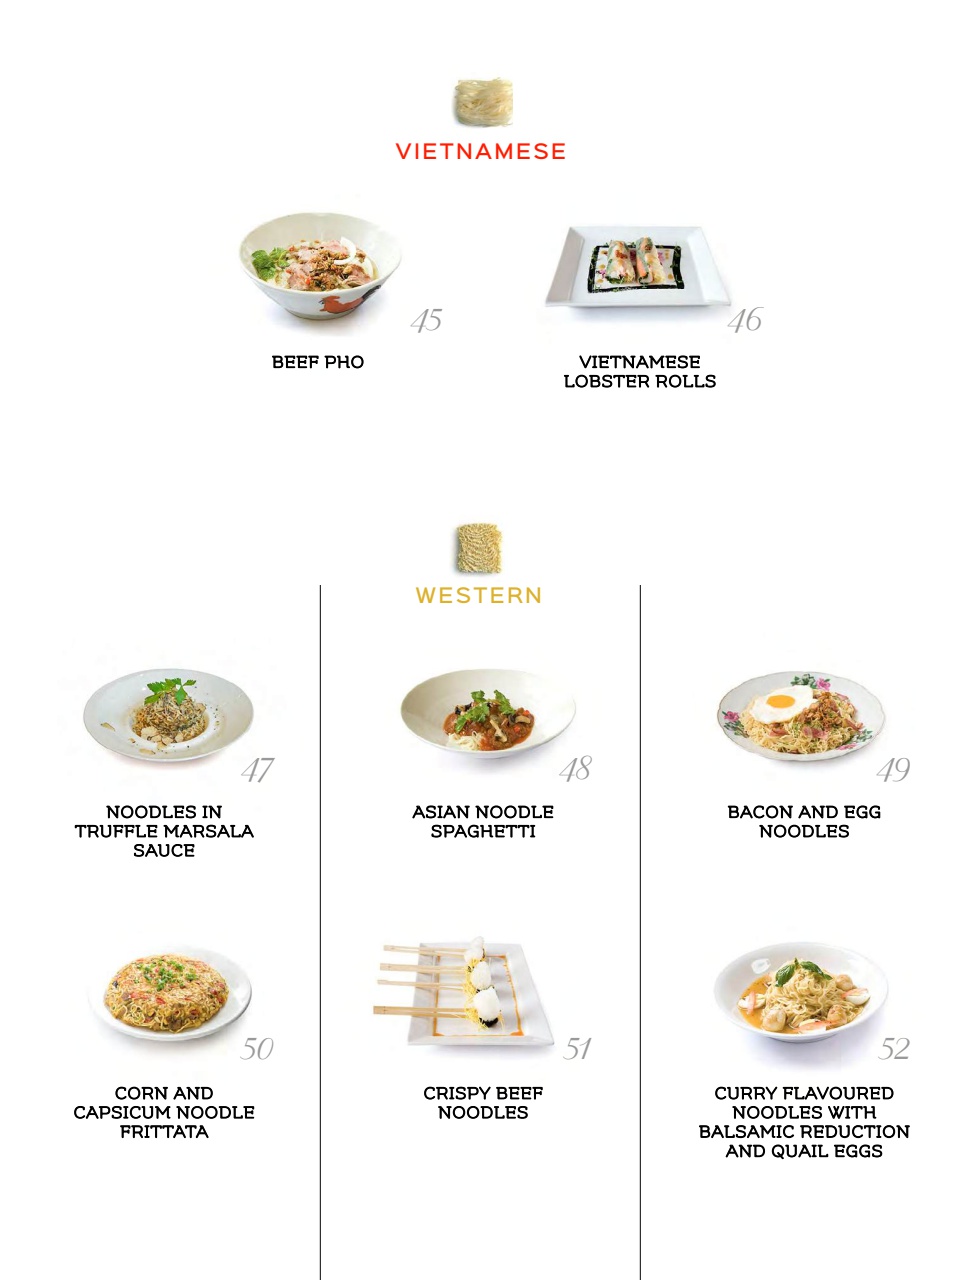 VIETNAMESE
45
BEEF PHO
46
VIETNAMESE
LOBSTER ROLLS
WESTERN
47
NOODLES IN
TRUFFLE MARSALA
SAUCE
48
ASIAN NOODLE
SPAGHETTI
49
BACON AND EGG
NOODLES
50
CORN AND
CAPSICUM NOODLE
FRITTATA
51
CRISPY BEEF
NOODLES
52
CURRY FLAVOURED
NOODLES WITH
BALSAMIC REDUCTION
AND QUAIL EGGS